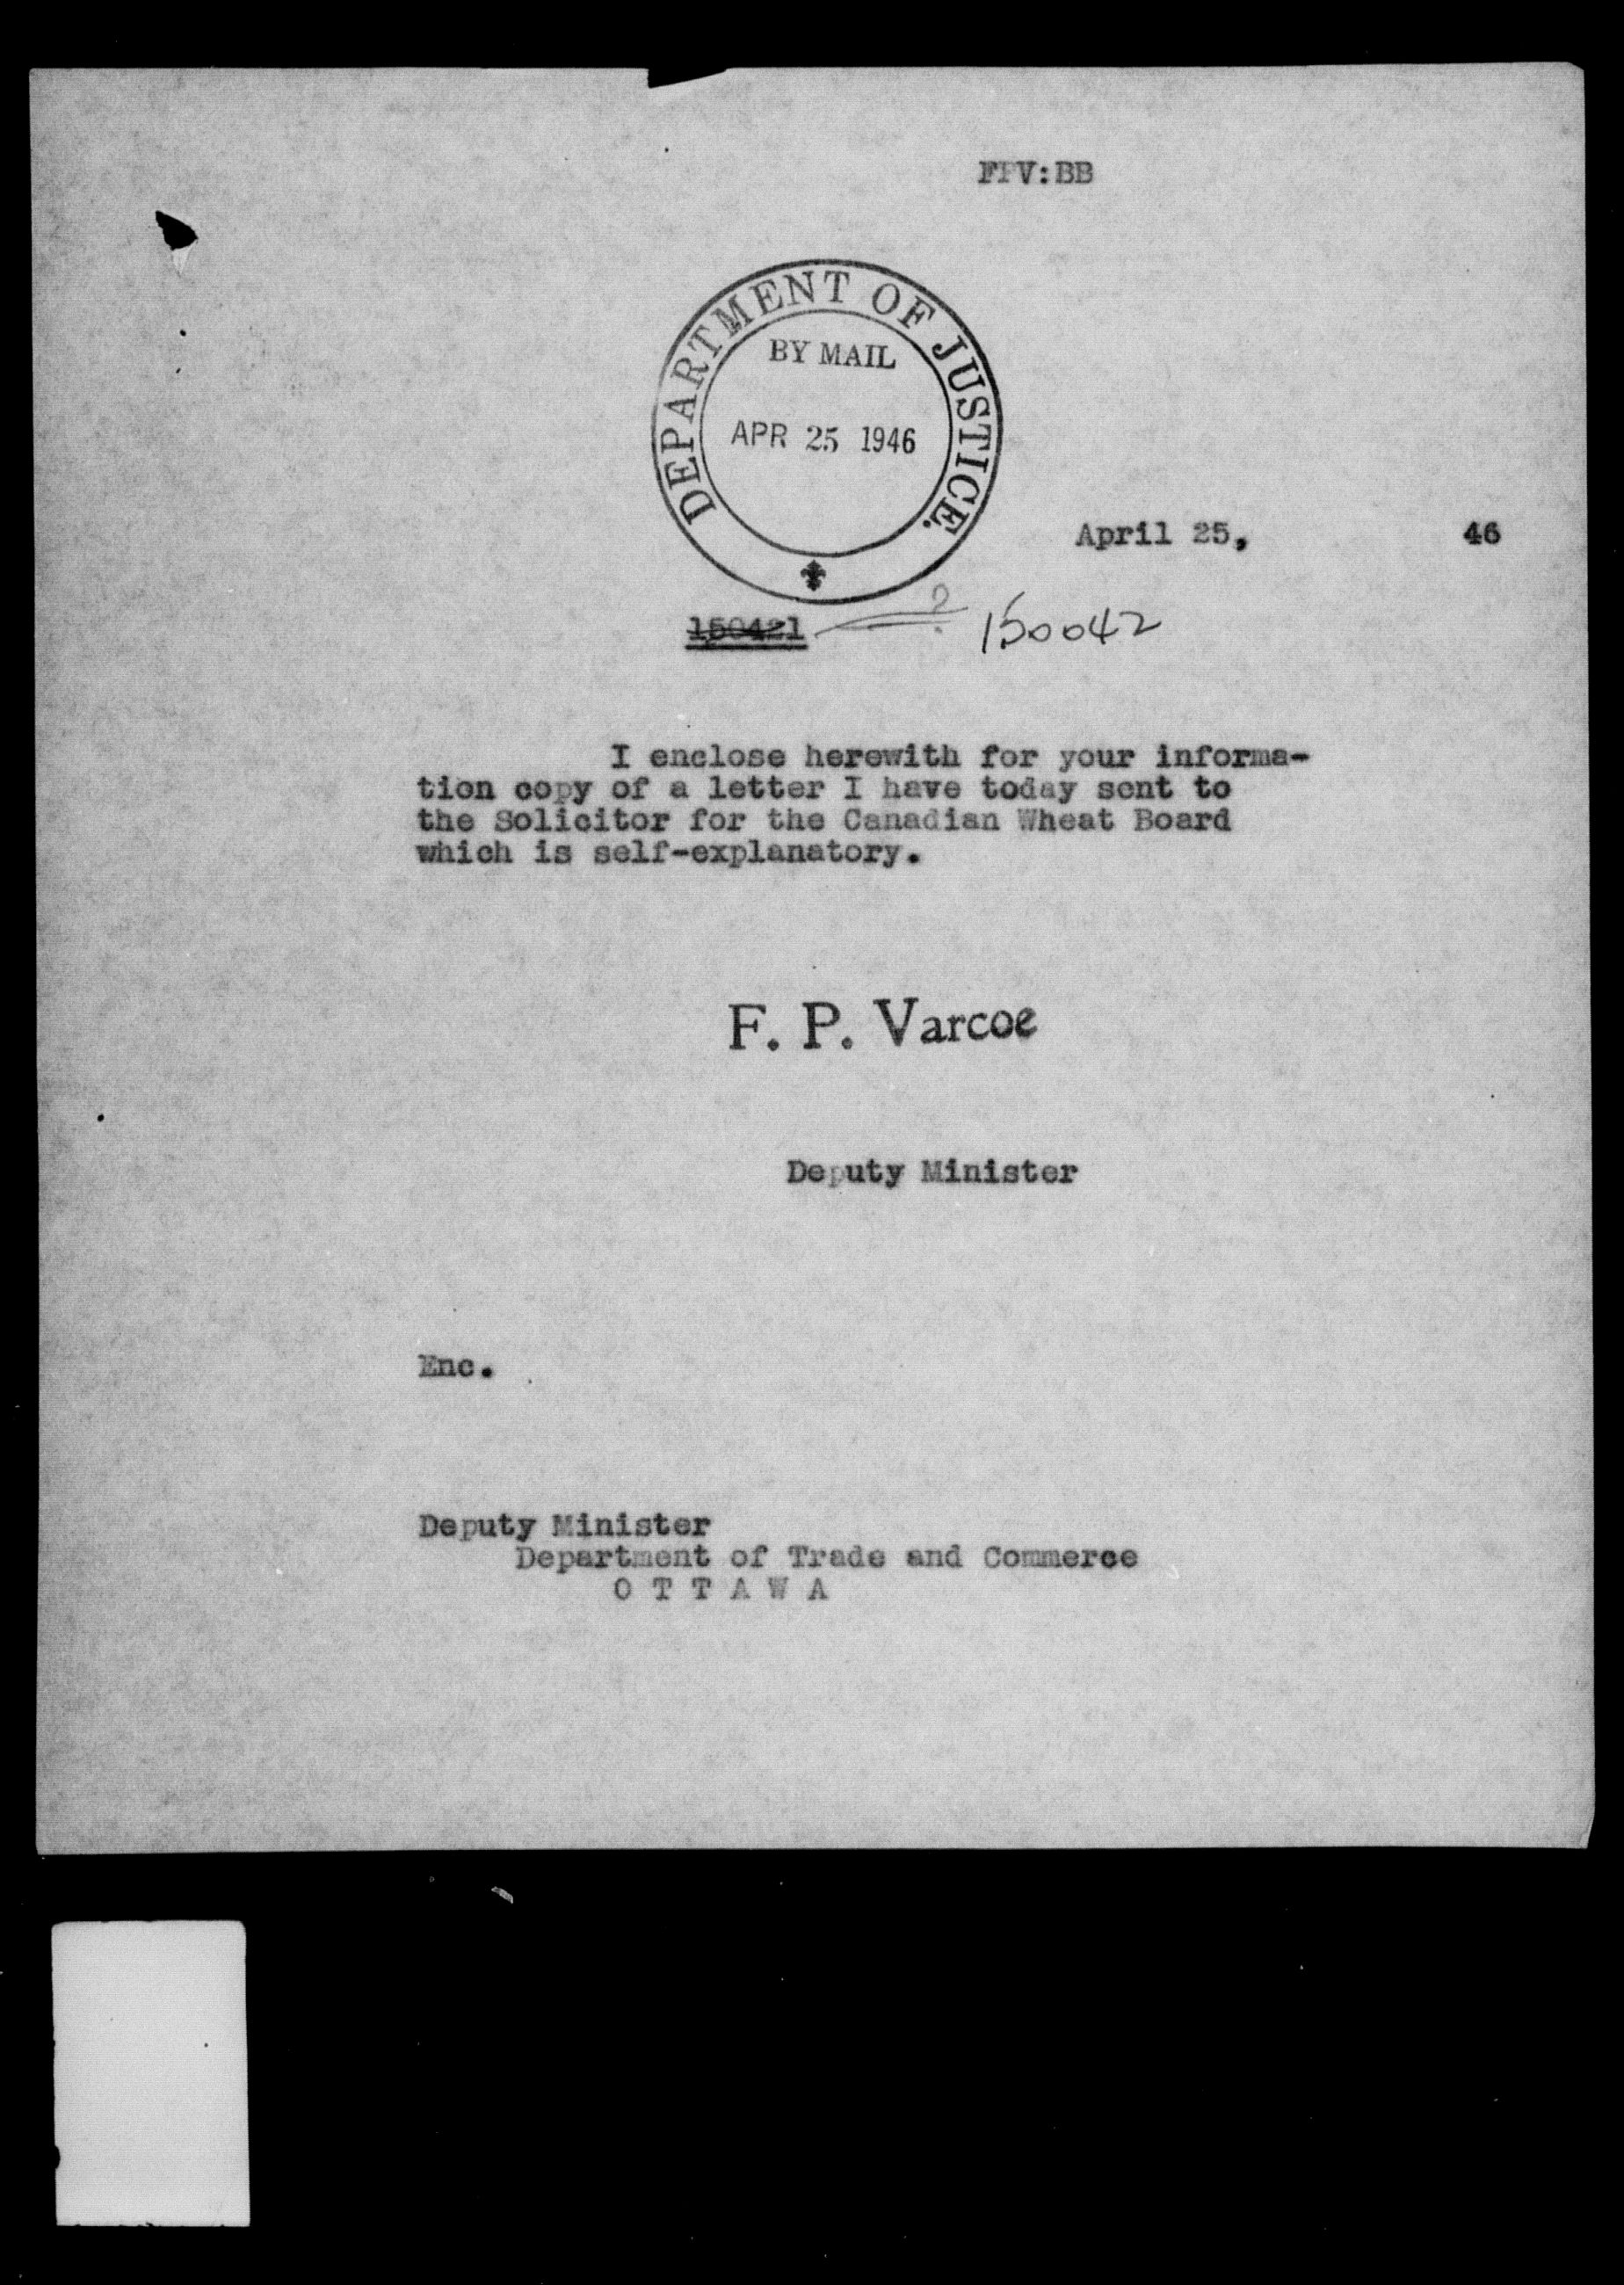 FPV:BB
DEPARTMENT OF JUSTICE.
BY MAIL
APR 25 1946
April 25, 46
150421 ? 150042
I enclose herewith for your informa-
tion copy of a letter I have today sent to
the Solicitor for the Canadian Wheat Board
which is self-explanatory.
F. P. Varcoe
Deputy Minister
Enc.
Deputy Minister
Department of Trade and Commerce
O T T A W A